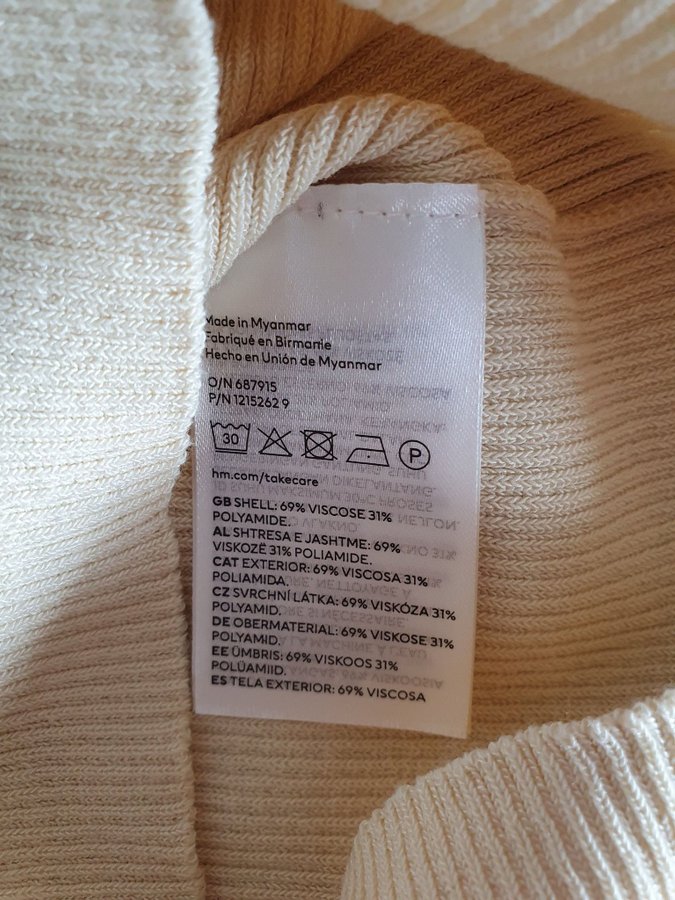 Made in Myanmar
Fabriqué en Birmanie
Hecho en Unión de Myanmar
O/N 687915
P/N 1215262 9
30
P
hm.com/takecare
GB SHELL: 69% VISCOSE 31%
POLYAMIDE.
AL SHTRESA E JASHTME: 69%
VISKOZË 31% POLIAMIDE.
CAT EXTERIOR: 69% VISCOSA 31%
POLIAMIDA.
CZ SVRCHNÍ LÁTKA: 69% VISKÓZA 31%
POLYAMID.
DE OBERMATERIAL: 69% VISKOSE 31%
POLYAMID.
EE ÜMBRIS: 69% VISKOOS 31%
POLÜAMIID.
ES TELA EXTERIOR: 69% VISCOSA